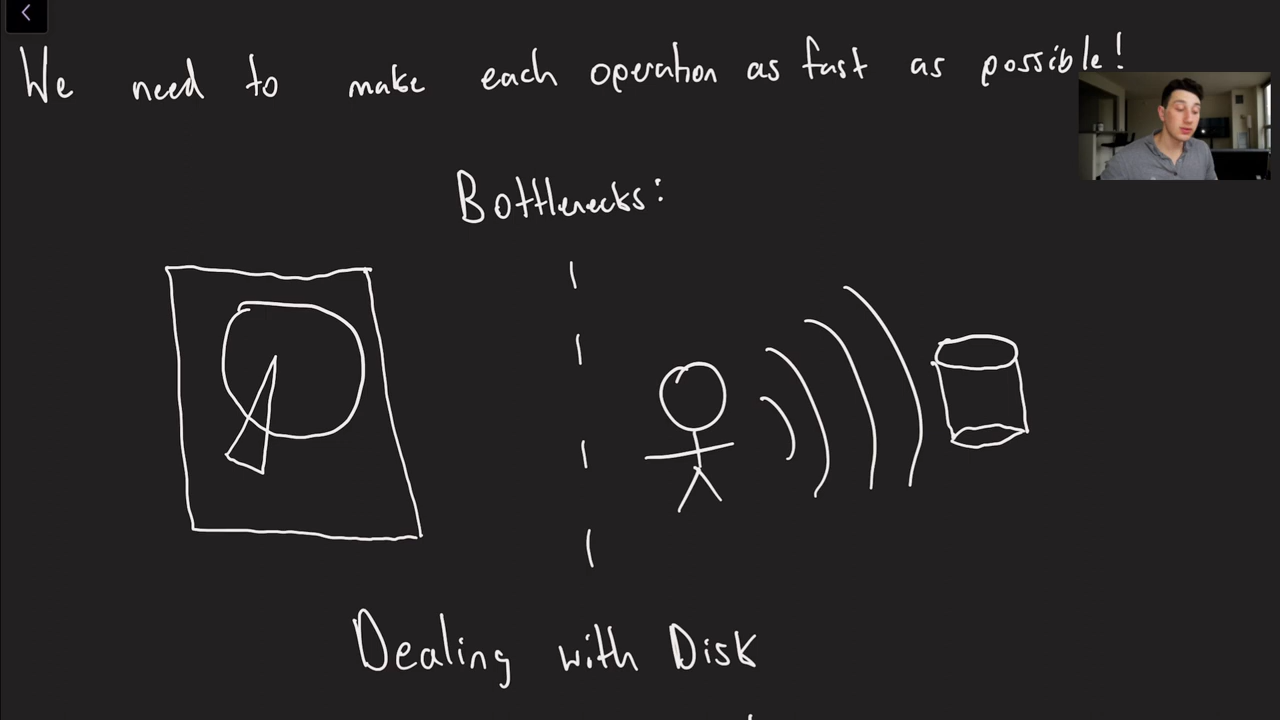 We need to make each operation as fast as possible!
Bottlenecks:
Dealing with Disk